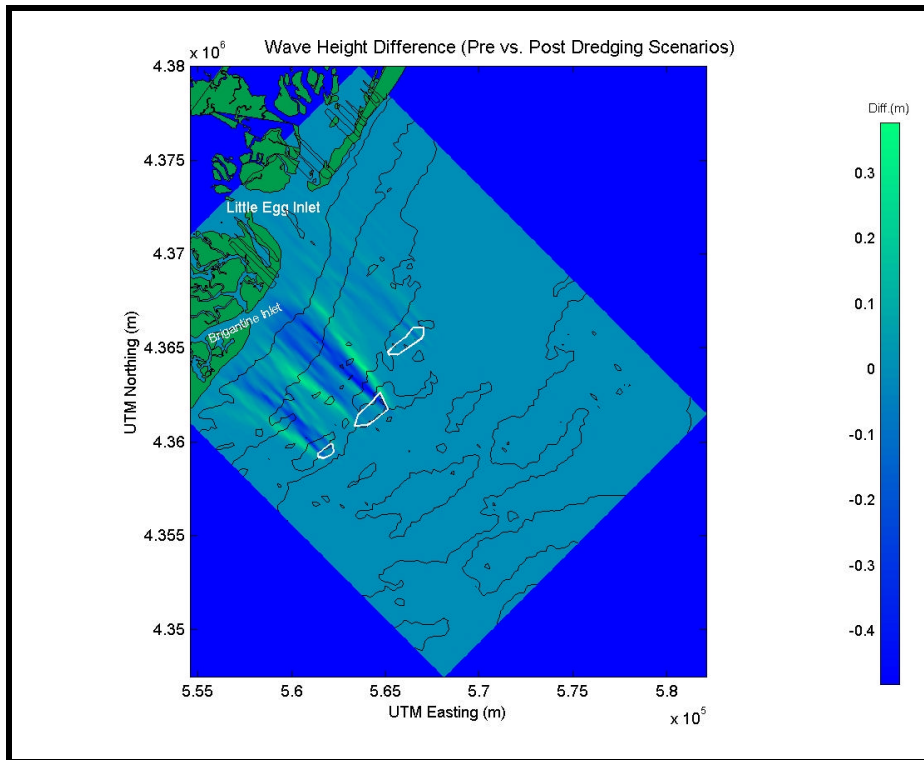 Wave Height Difference (Pre vs. Post Dredging Scenarios)
x 10^6
4.38
4.375
4.37
4.365
4.36
4.355
4.35
UTM Northing (m)
Little Egg Inlet
Brigantine Inlet
5.55
5.6
5.65
5.7
5.75
5.8
UTM Easting (m)
x 10^5
Diff.(m)
0.3
0.2
0.1
0
-0.1
-0.2
-0.3
-0.4